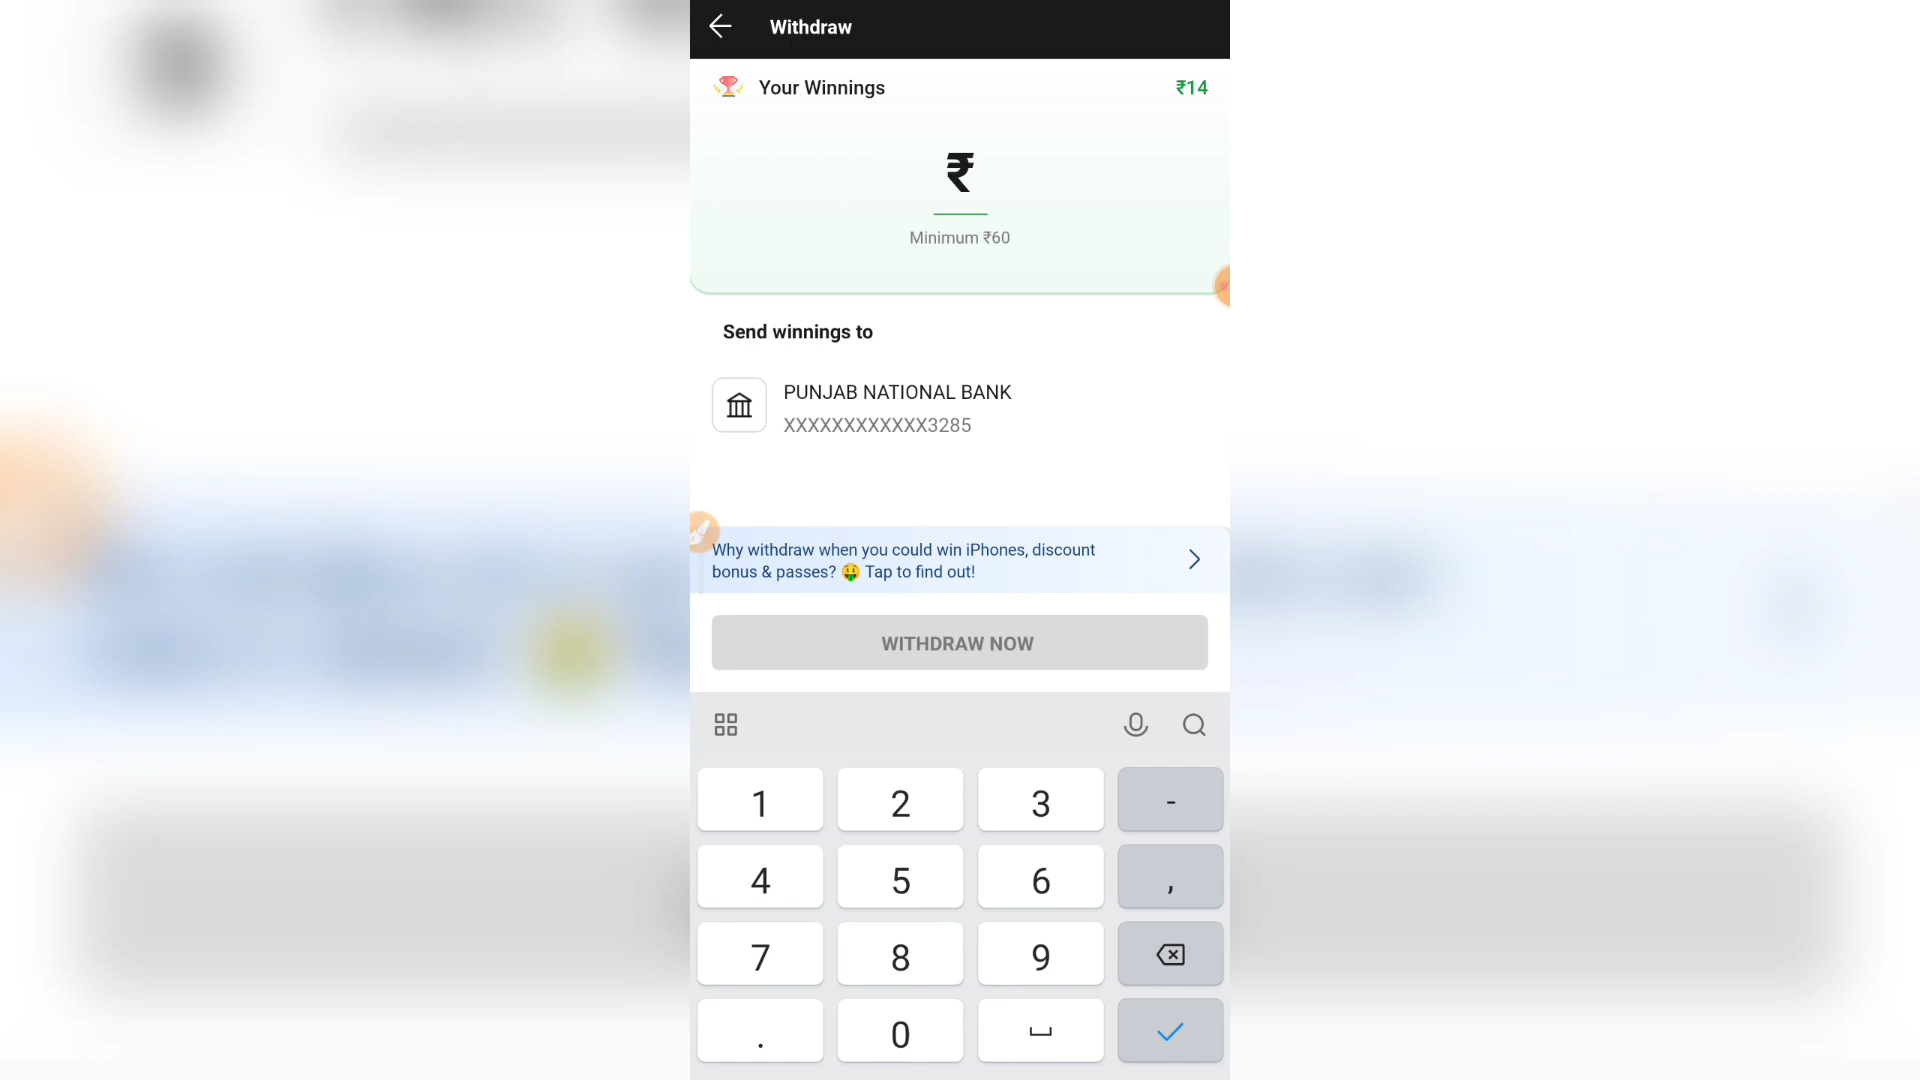 Withdraw
Your Winnings
₹14
₹
Minimum ₹60
Send winnings to
PUNJAB NATIONAL BANK
XXXXXXXXXXXX3285
Why withdraw when you could win iPhones, discount
bonus & passes? 🤑 Tap to find out!
WITHDRAW NOW
1 2 3 -
4 5 6 ,
7 8 9
. 0